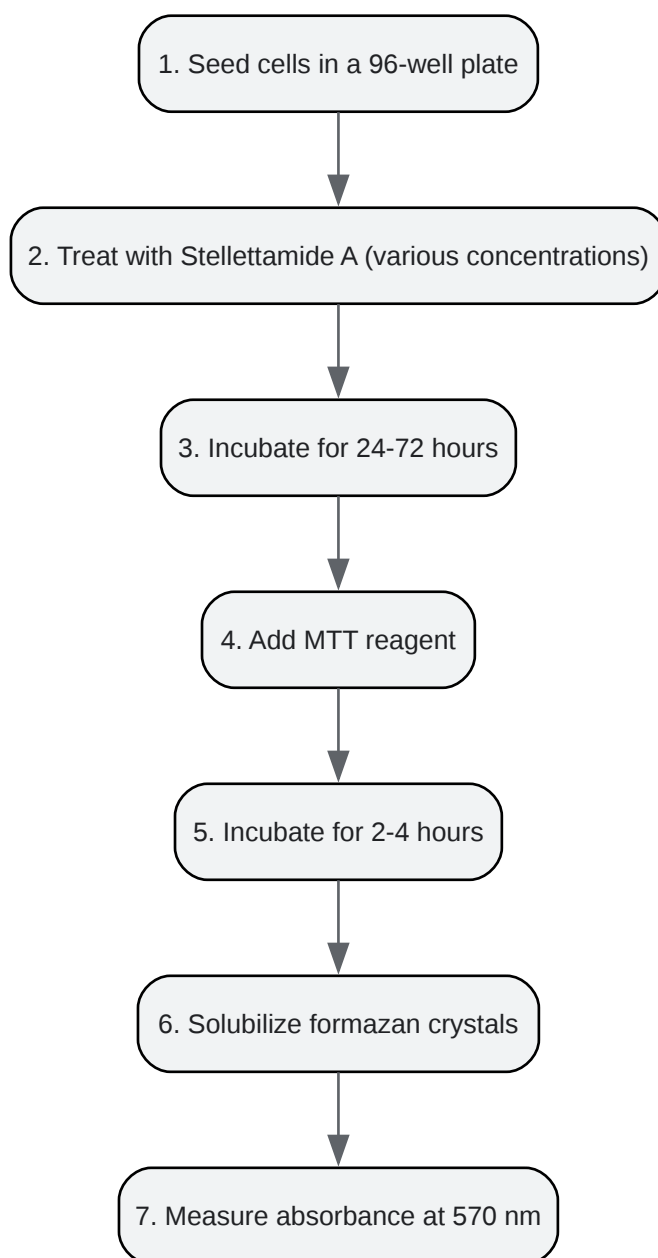 1. Seed cells in a 96-well plate
2. Treat with Stellettamide A (various concentrations)
3. Incubate for 24-72 hours
4. Add MTT reagent
5. Incubate for 2-4 hours
6. Solubilize formazan crystals
7. Measure absorbance at 570 nm